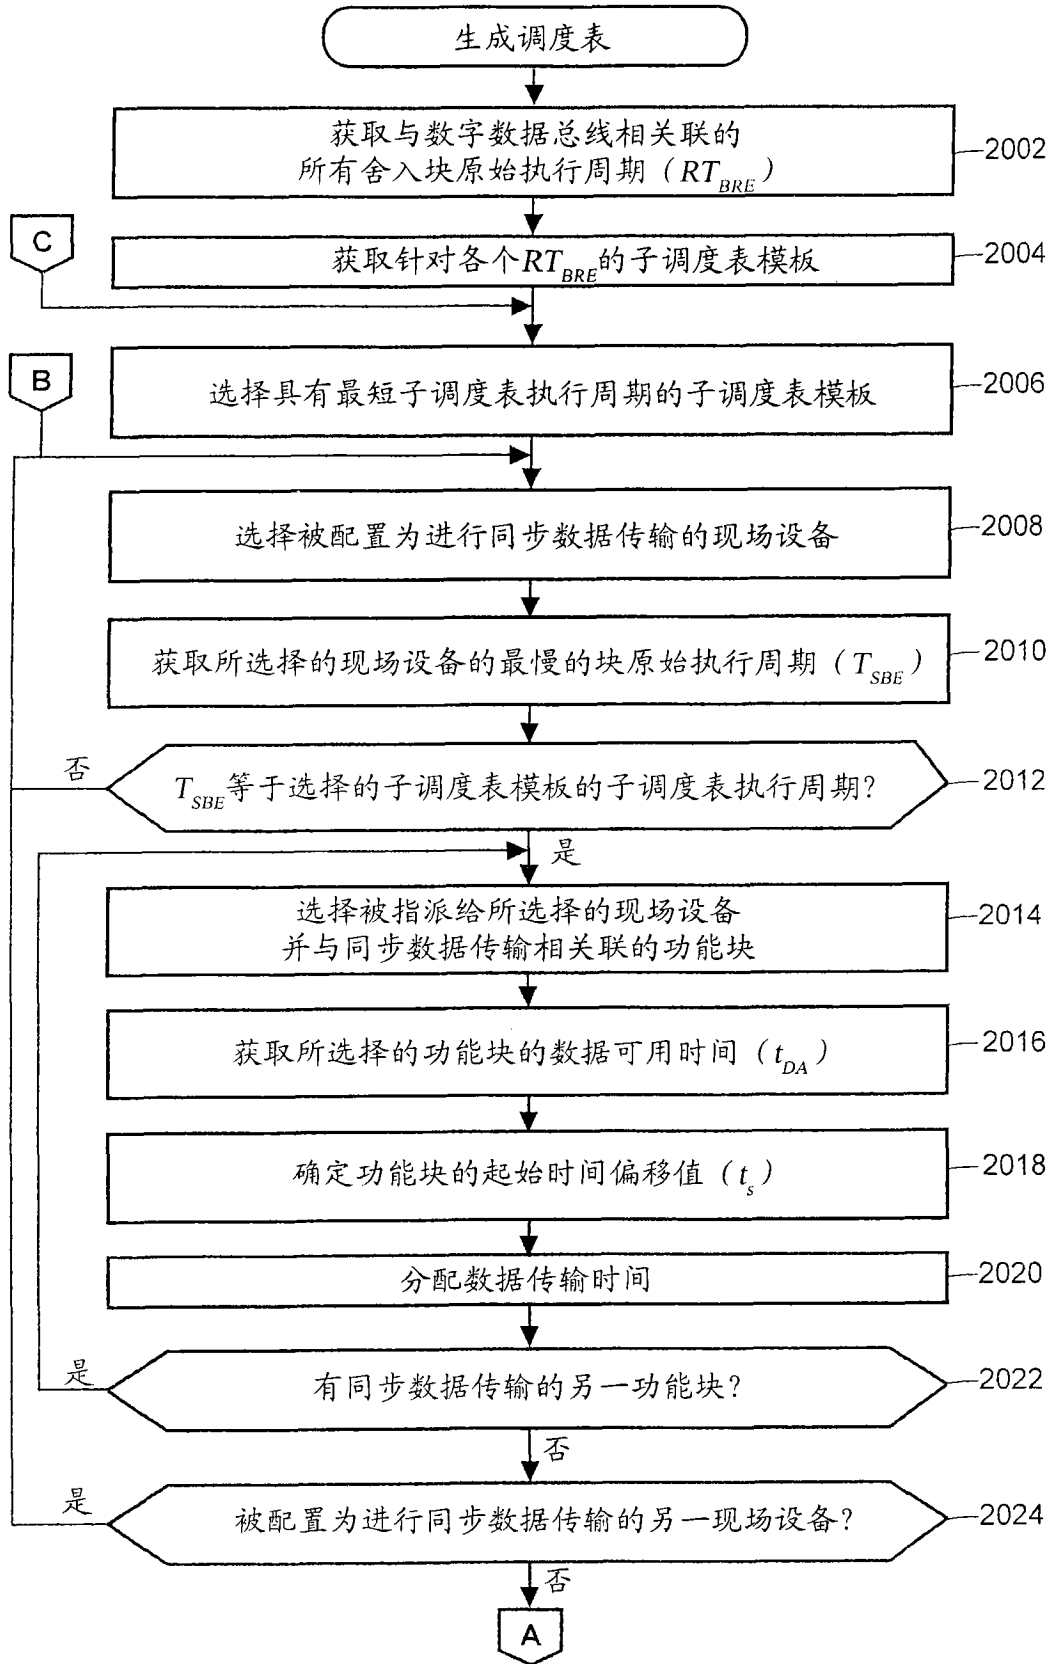 生成调度表
获取与数字数据总线相关联的
所有舍入块原始执行周期（RT_BRE）
2002
C
获取针对各个RT_BRE的子调度表模板
2004
B
选择具有最短子调度表执行周期的子调度表模板
2006
选择被配置为进行同步数据传输的现场设备
2008
获取所选择的现场设备的最慢的块原始执行周期（T_SBE）
2010
否
T_SBE等于选择的子调度表模板的子调度表执行周期？
2012
是
选择被指派给所选择的现场设备
并与同步数据传输相关联的功能块
2014
获取所选择的功能块的数据可用时间（t_DA）
2016
确定功能块的起始时间偏移值（t_s）
2018
分配数据传输时间
2020
是
有同步数据传输的另一功能块？
2022
否
是
被配置为进行同步数据传输的另一现场设备？
2024
否
A